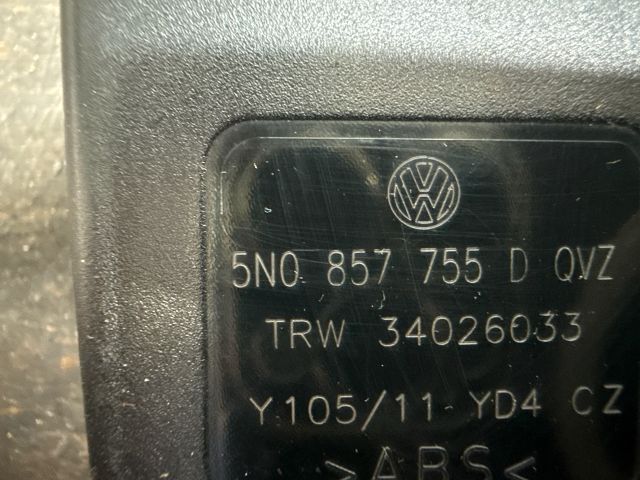 5N0 857 755 D QVZ
TRW 34026033
Y105/11 YD4 CZ
>ABS<